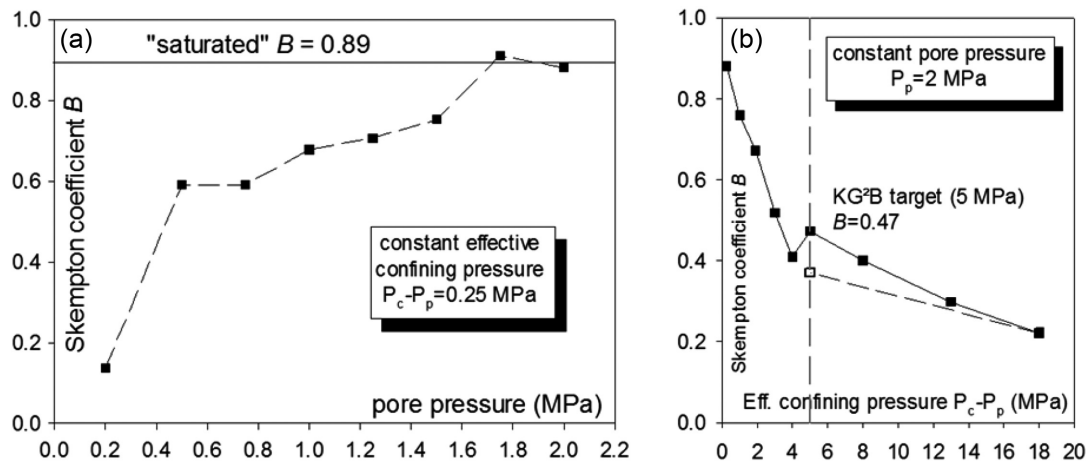 (a)
"saturated" B = 0.89
Skempton coefficient B
1.0
0.8
0.6
0.4
0.2
0.0
constant effective
confining pressure
Pc-Pp=0.25 MPa
pore pressure (MPa)
0.0 0.2 0.4 0.6 0.8 1.0 1.2 1.4 1.6 1.8 2.0 2.2
(b)
constant pore pressure
Pp=2 MPa
Skempton coefficient B
1.0
0.8
0.6
0.4
0.2
0.0
KG²B target (5 MPa)
B=0.47
Eff. confining pressure Pc-Pp (MPa)
0 2 4 6 8 10 12 14 16 18 20